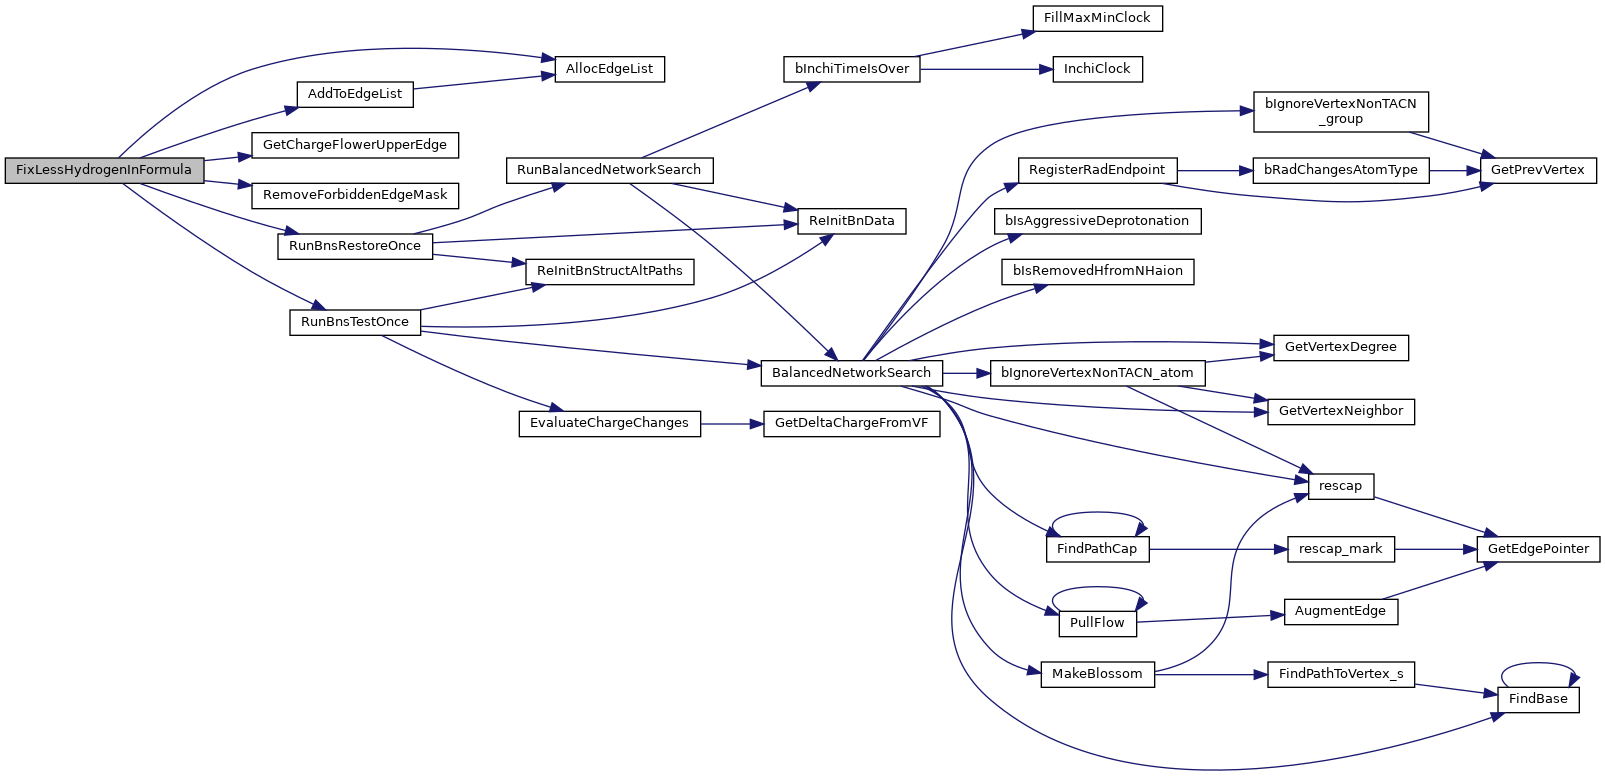 FixLessHydrogenInFormula
AllocEdgeList
AddToEdgeList
GetChargeFlowerUpperEdge
RemoveForbiddenEdgeMask
RunBnsRestoreOnce
RunBnsTestOnce
RunBalancedNetworkSearch
ReInitBnStructAltPaths
EvaluateChargeChanges
bInchiTimeIsOver
ReInitBnData
BalancedNetworkSearch
GetDeltaChargeFromVF
FillMaxMinClock
InchiClock
RegisterRadEndpoint
bIsAggressiveDeprotonation
bIsRemovedHfromNHaion
bIgnoreVertexNonTACN_atom
FindPathCap
PullFlow
MakeBlossom
bIgnoreVertexNonTACN
_group
bRadChangesAtomType
GetVertexDegree
GetVertexNeighbor
rescap
rescap_mark
AugmentEdge
FindPathToVertex_s
GetPrevVertex
GetEdgePointer
FindBase